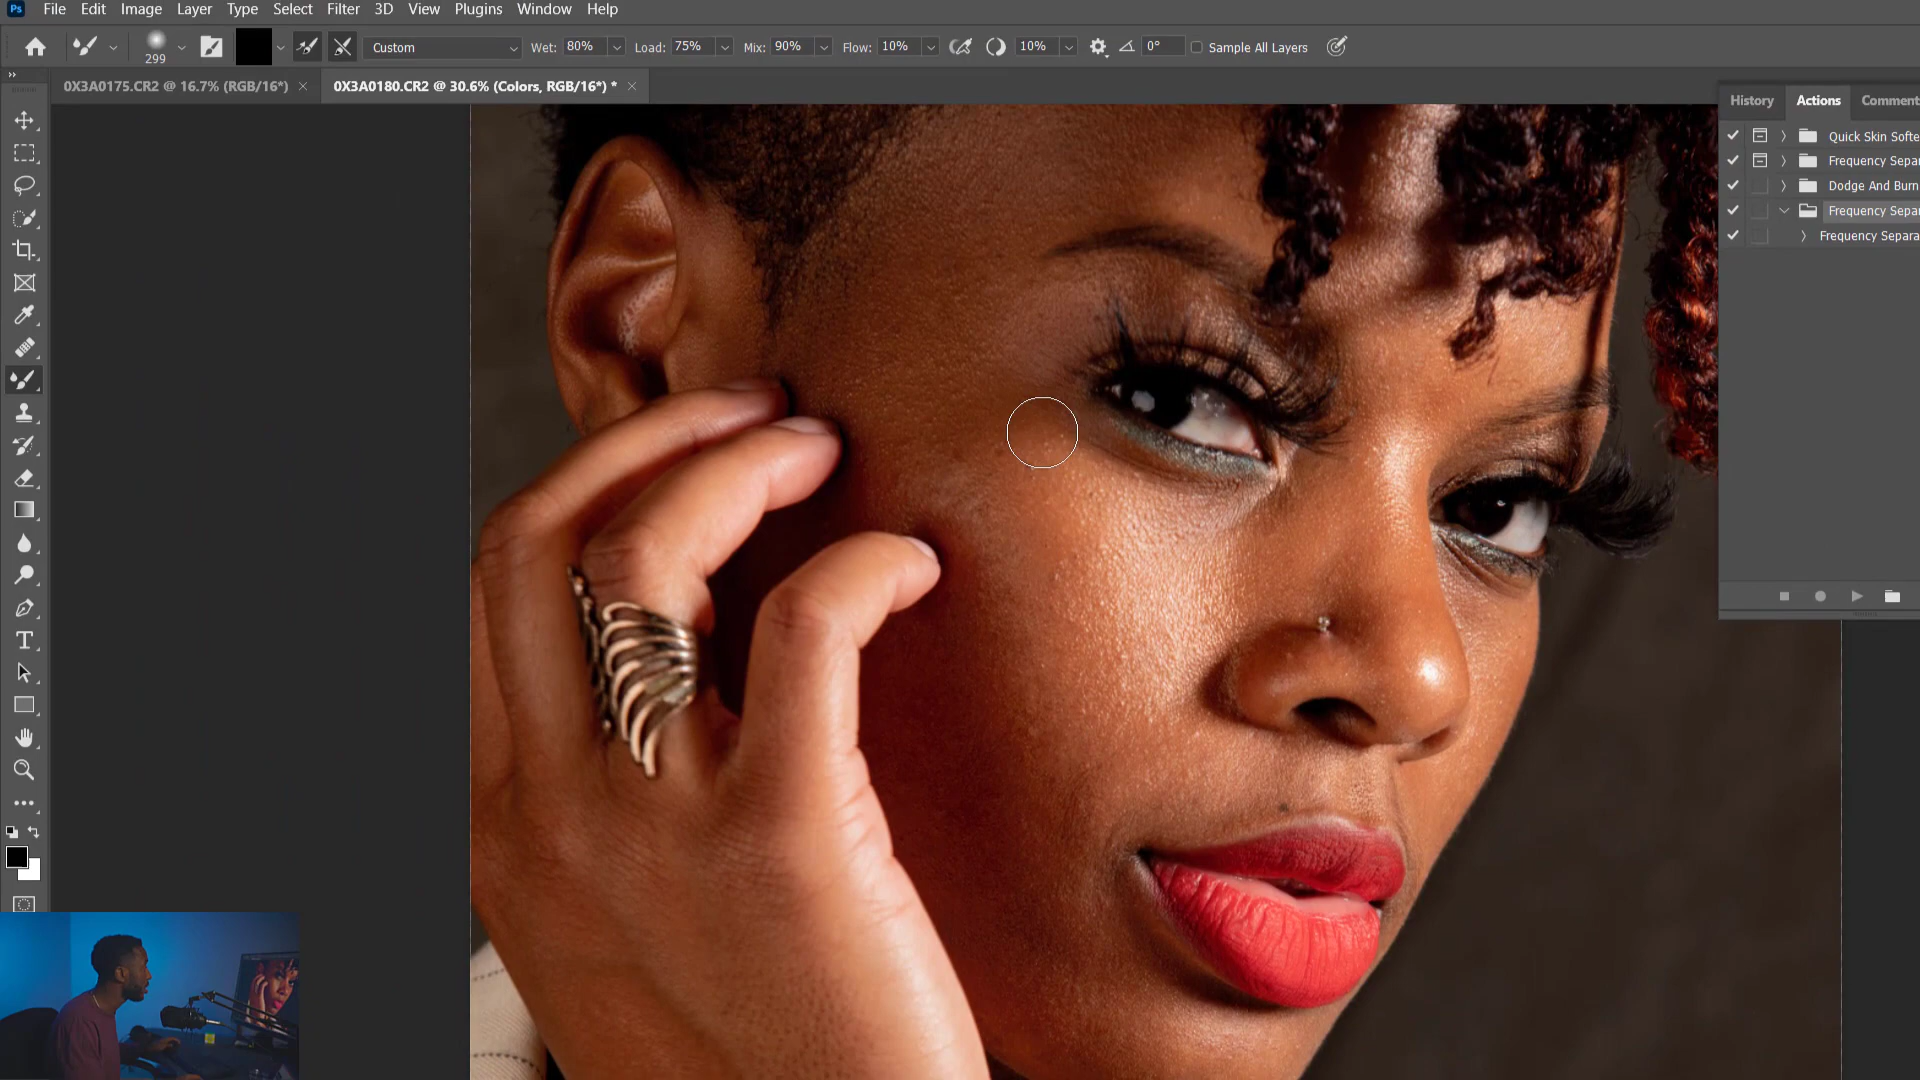 Ps File Edit Image Layer Type Select Filter 3D View Plugins Window Help
299 Custom Wet: 80% Load: 75% Mix: 90% Flow: 10% 10% 0° Sample All Layers
0X3A0175.CR2 @ 16.7% (RGB/16*) × 0X3A0180.CR2 @ 30.6% (Colors, RGB/16*) * ×
History Actions Comment
Quick Skin Softe
Frequency Separ
Dodge And Burn
Frequency Separ
Frequency Separa